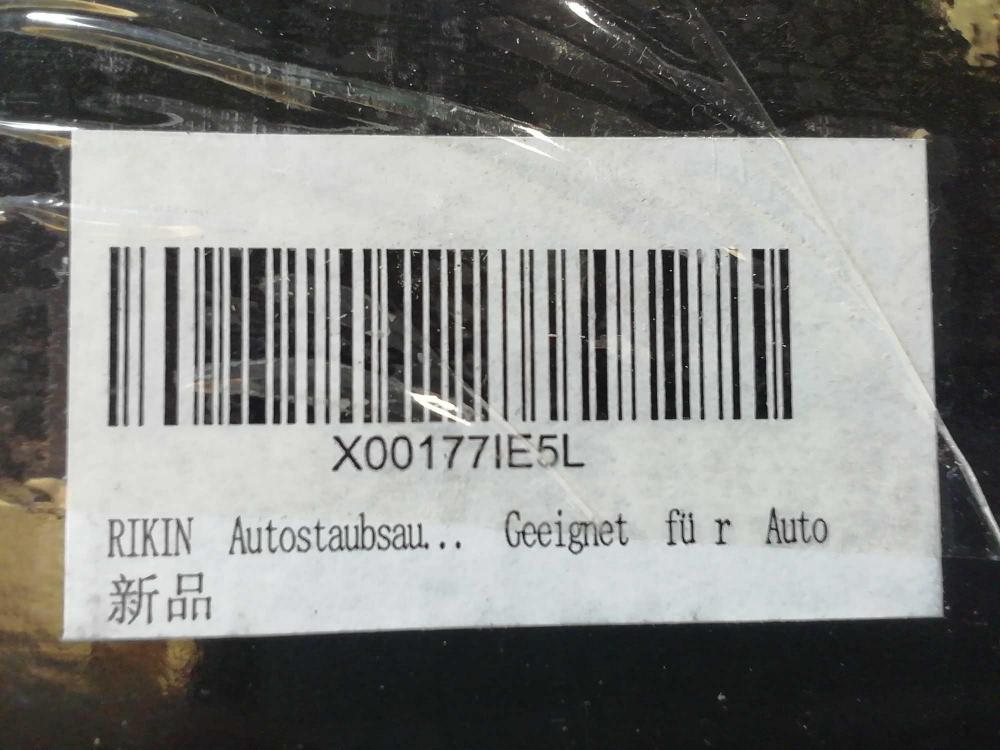 X00177IE5L
RIKIN Autostaubsau... Geeignet fü r Auto
新品